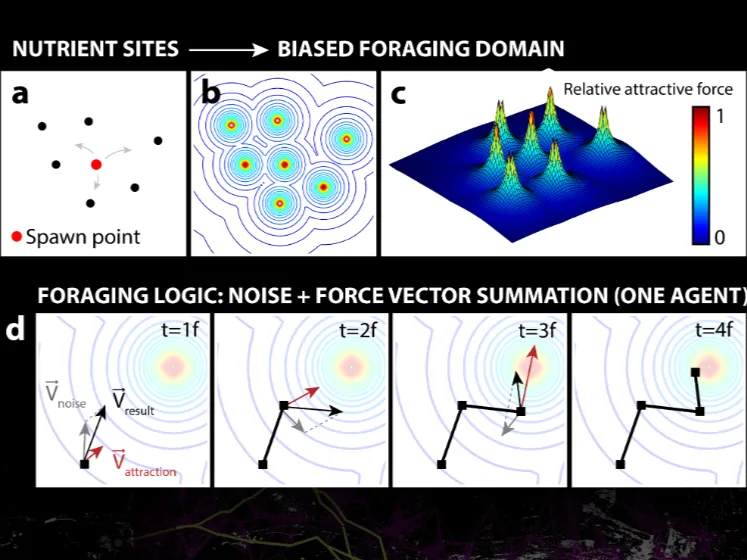 NUTRIENT SITES → BIASED FORAGING DOMAIN
a
b
c
Relative attractive force
1
0
Spawn point
FORAGING LOGIC: NOISE + FORCE VECTOR SUMMATION (ONE AGENT)
d
t=1f
t=2f
t=3f
t=4f
V noise
V result
V attraction